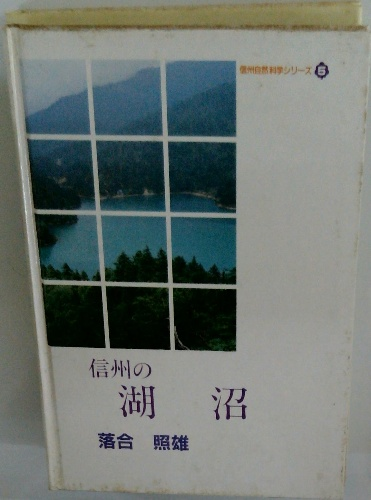 信州自然科学シリーズ 5
信州の
湖 沼
落合 照雄